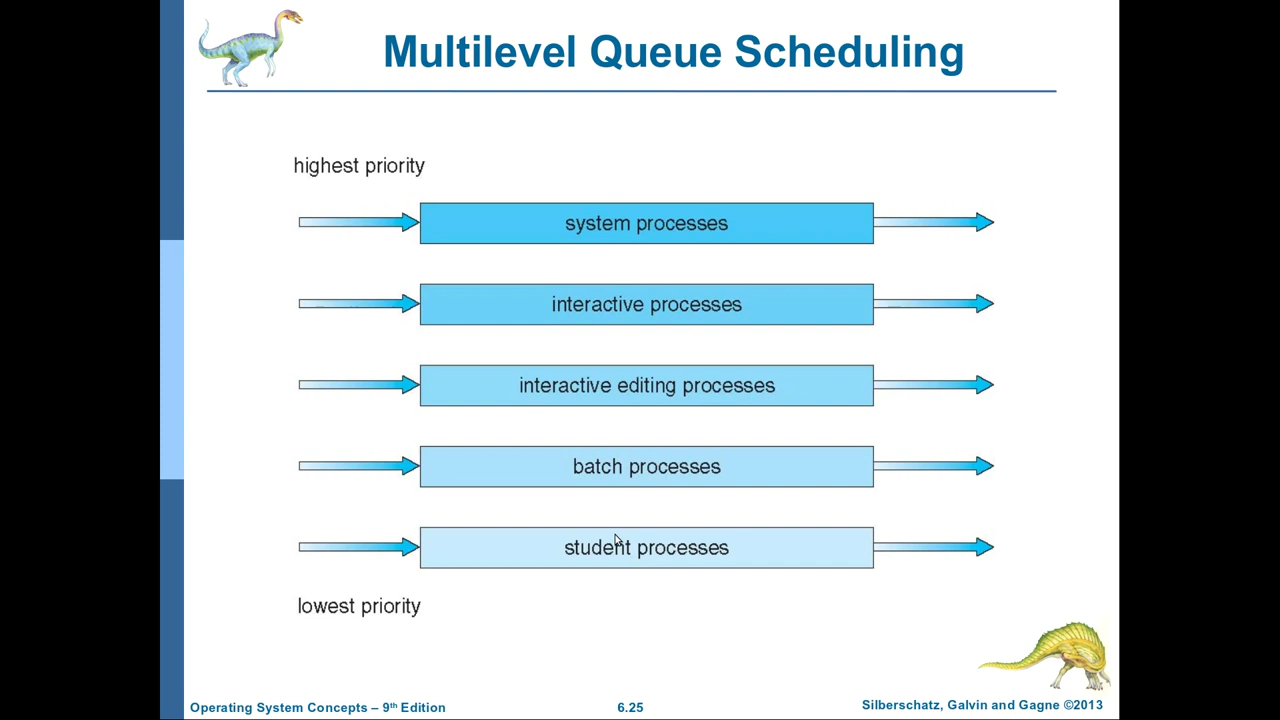 Multilevel Queue Scheduling
highest priority
system processes
interactive processes
interactive editing processes
batch processes
student processes
lowest priority
Operating System Concepts – 9th Edition
6.25
Silberschatz, Galvin and Gagne ©2013